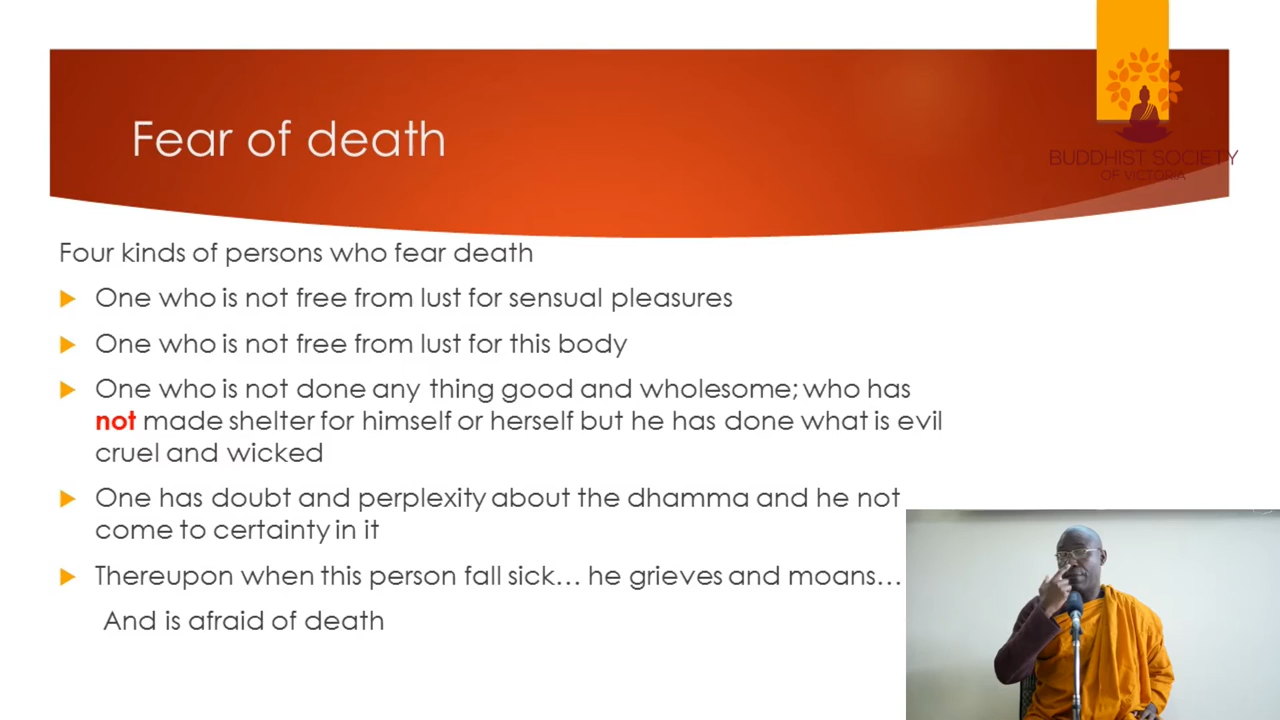 Fear of death
BUDDHIST SOCIETY
OF VICTORIA
Four kinds of persons who fear death
One who is not free from lust for sensual pleasures
One who is not free from lust for this body
One who is not done any thing good and wholesome; who has
not made shelter for himself or herself but he has done what is evil
cruel and wicked
One has doubt and perplexity about the dhamma and he not
come to certainty in it
Thereupon when this person fall sick… he grieves and moans…
And is afraid of death